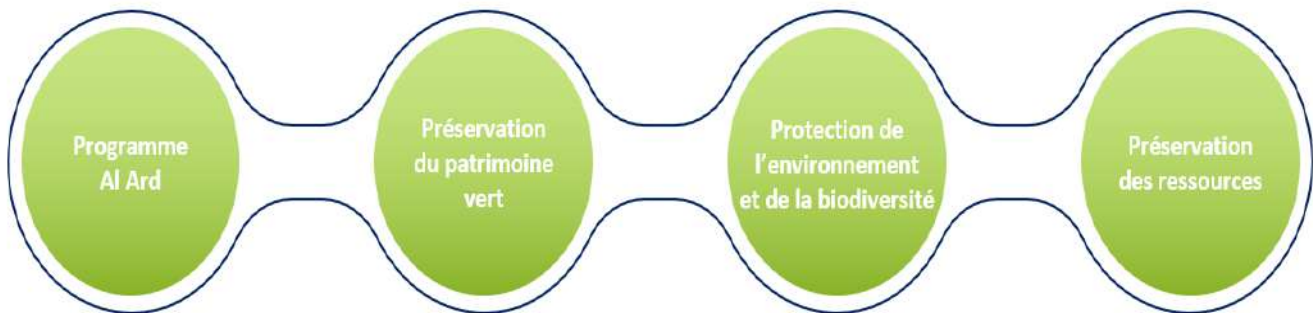 Programme
Al Ard
Préservation
du patrimoine
vert
Protection de
l'environnement
et de la biodiversité
Préservation
des ressources